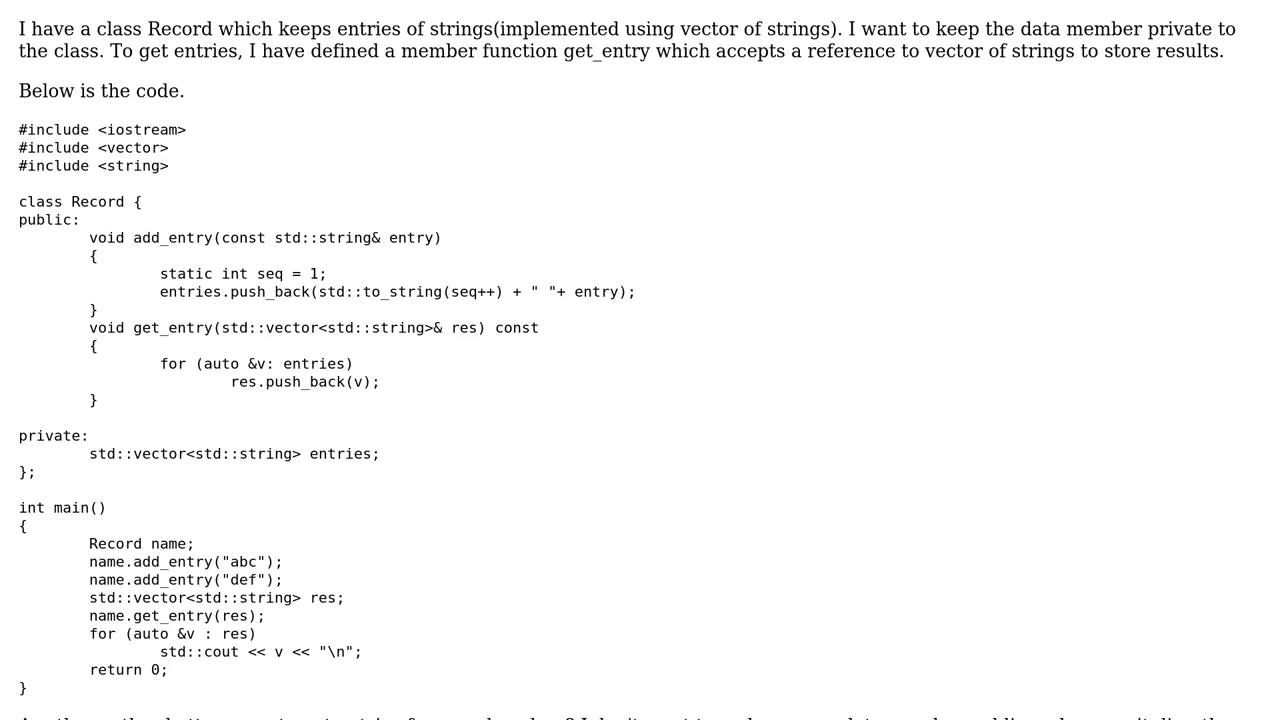 I have a class Record which keeps entries of strings(implemented using vector of strings). I want to keep the data member private to
the class. To get entries, I have defined a member function get_entry which accepts a reference to vector of strings to store results.
Below is the code.
#include <iostream>
#include <vector>
#include <string>
class Record {
public:
        void add_entry(const std::string& entry)
        {
                static int seq = 1;
                entries.push_back(std::to_string(seq++) + " "+ entry);
        }
        void get_entry(std::vector<std::string>& res) const
        {
                for (auto &v: entries)
                        res.push_back(v);
        }
private:
        std::vector<std::string> entries;
};
int main()
{
        Record name;
        name.add_entry("abc");
        name.add_entry("def");
        std::vector<std::string> res;
        name.get_entry(res);
        for (auto &v : res)
                std::cout << v << "\n";
        return 0;
}